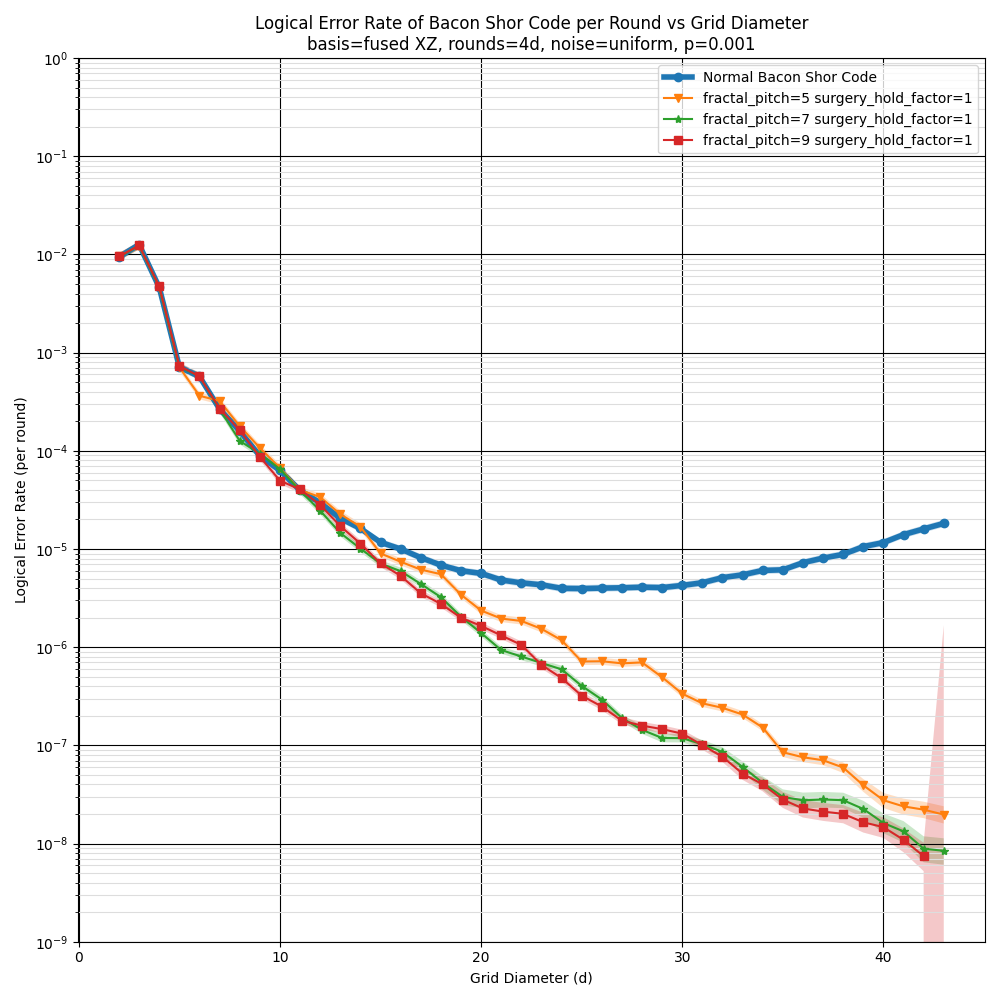 Logical Error Rate of Bacon Shor Code per Round vs Grid Diameter
basis=fused XZ, rounds=4d, noise=uniform, p=0.001
Normal Bacon Shor Code
fractal_pitch=5 surgery_hold_factor=1
fractal_pitch=7 surgery_hold_factor=1
fractal_pitch=9 surgery_hold_factor=1
Logical Error Rate (per round)
10⁰
10⁻¹
10⁻²
10⁻³
10⁻⁴
10⁻⁵
10⁻⁶
10⁻⁷
10⁻⁸
10⁻⁹
0 10 20 30 40
Grid Diameter (d)